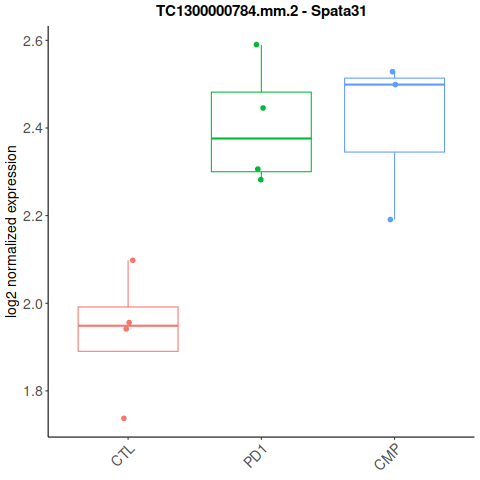 TC1300000784.mm.2 - Spata31
log2 normalized expression
2.6
2.4
2.2
2.0
1.8
CTL
PD1
CMP